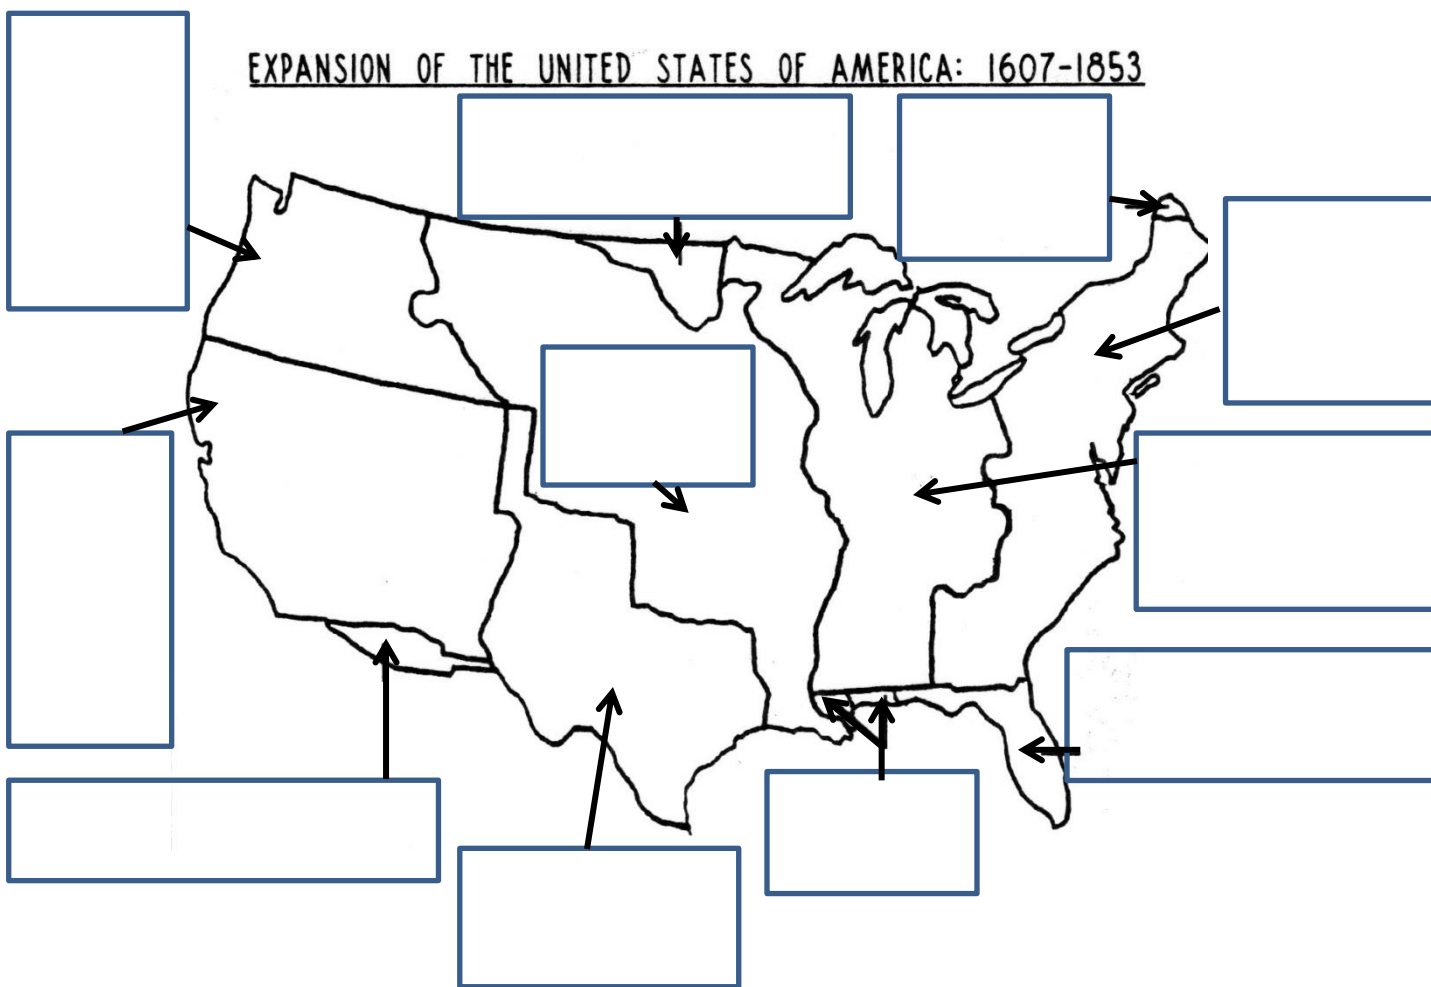 EXPANSION OF THE UNITED STATES OF AMERICA: 1607-1853